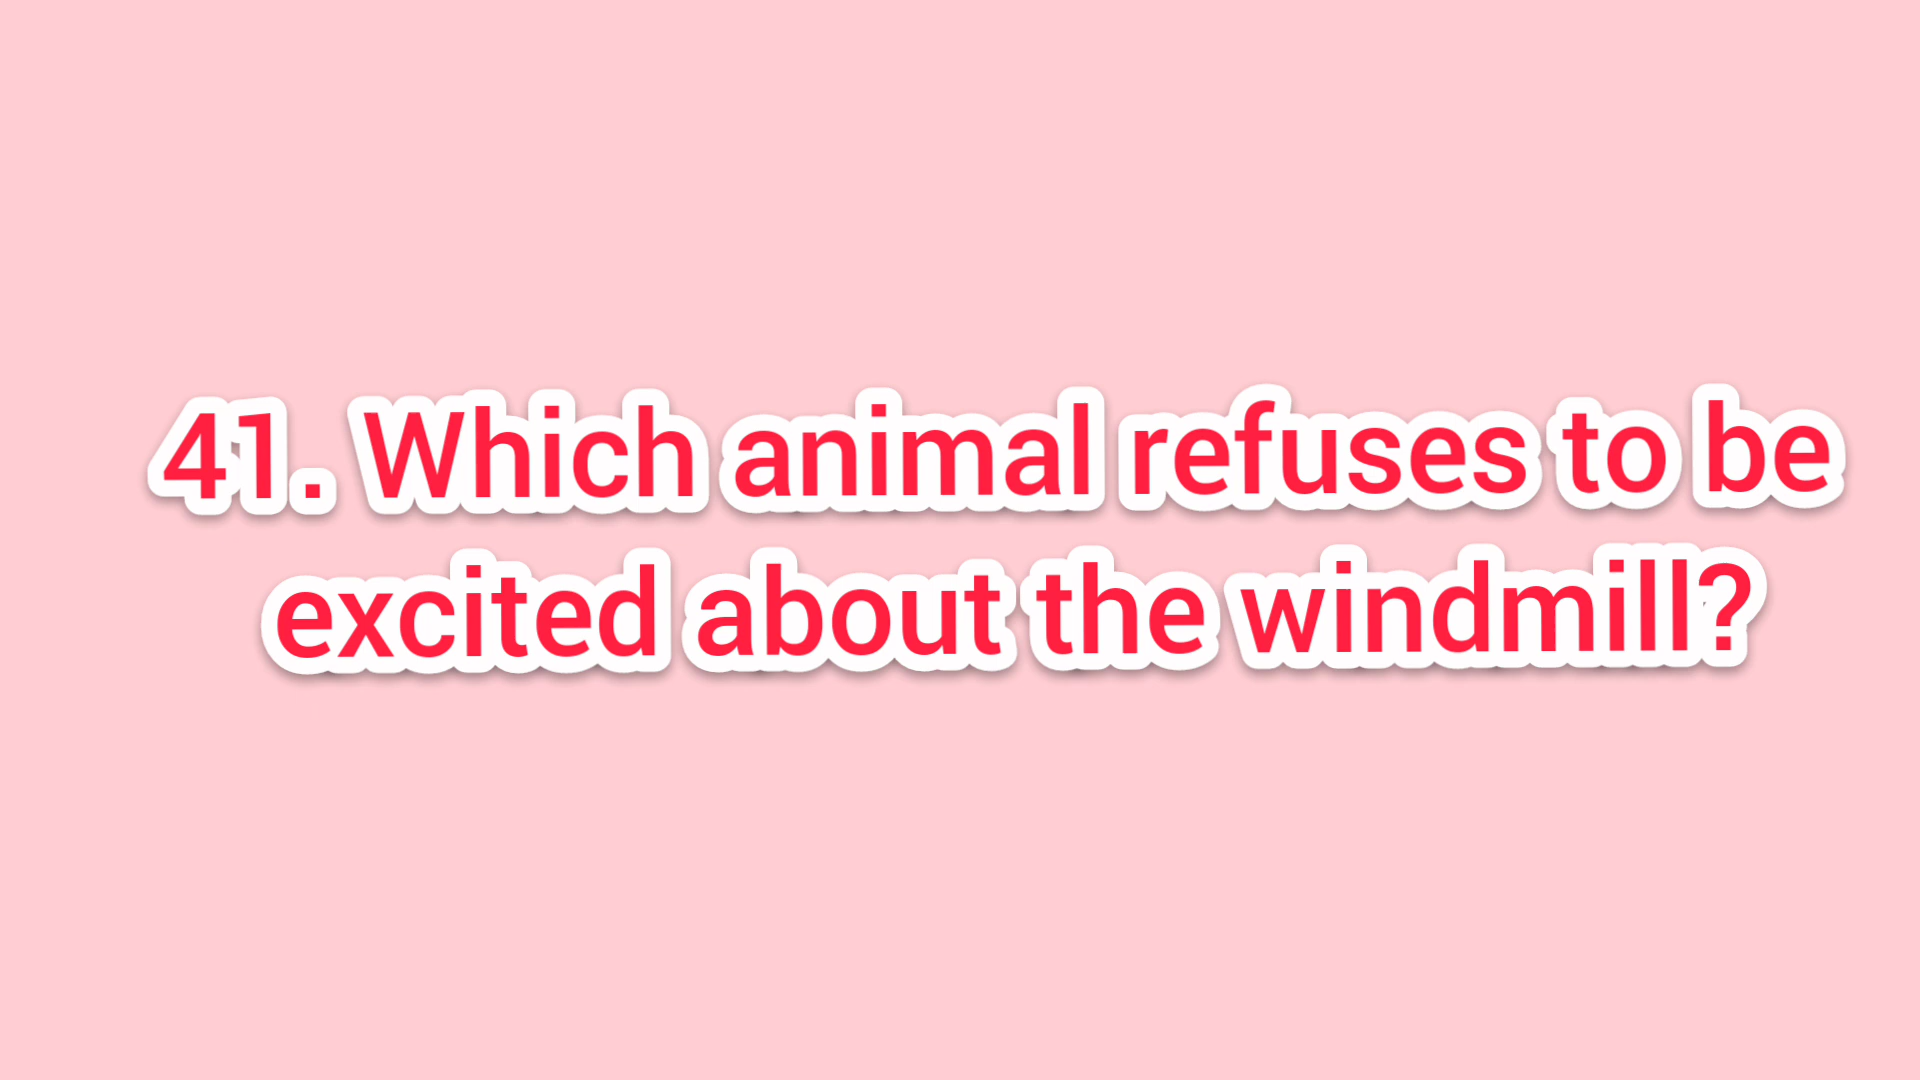 41. Which animal refuses to be
excited about the windmill?